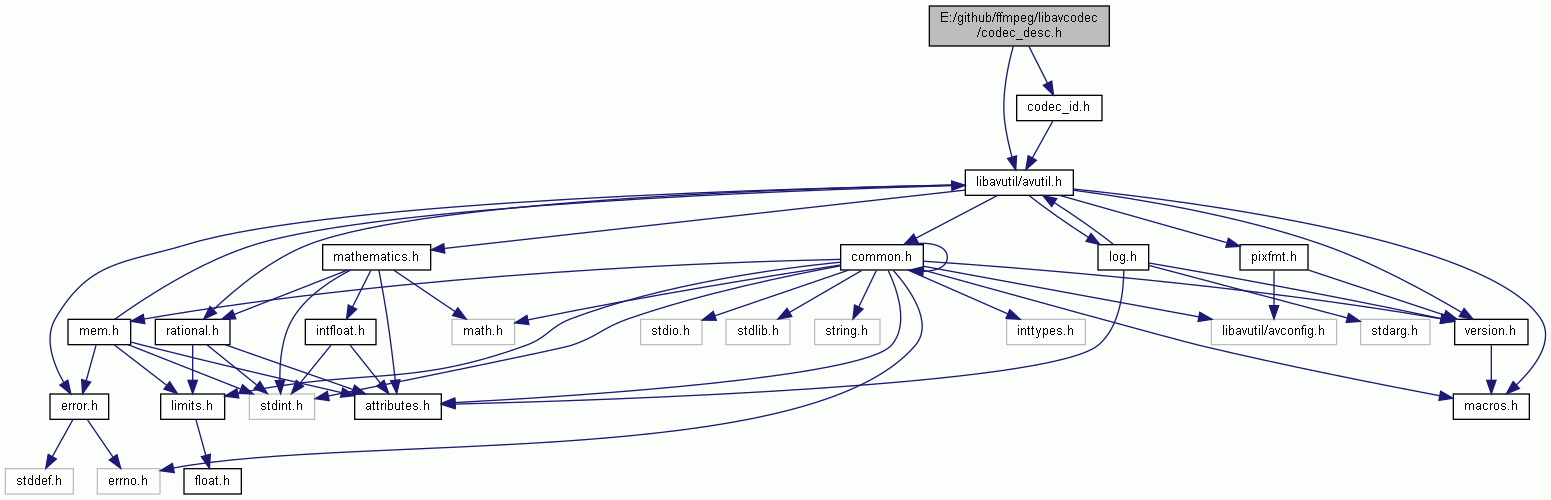 E:/github/ffmpeg/libavcodec
/codec_desc.h
codec_id.h
libavutil/avutil.h
mathematics.h
common.h
log.h
pixfmt.h
mem.h
rational.h
intfloat.h
math.h
stdio.h
stdlib.h
string.h
inttypes.h
libavutil/avconfig.h
stdarg.h
version.h
error.h
limits.h
stdint.h
attributes.h
macros.h
stddef.h
errno.h
float.h